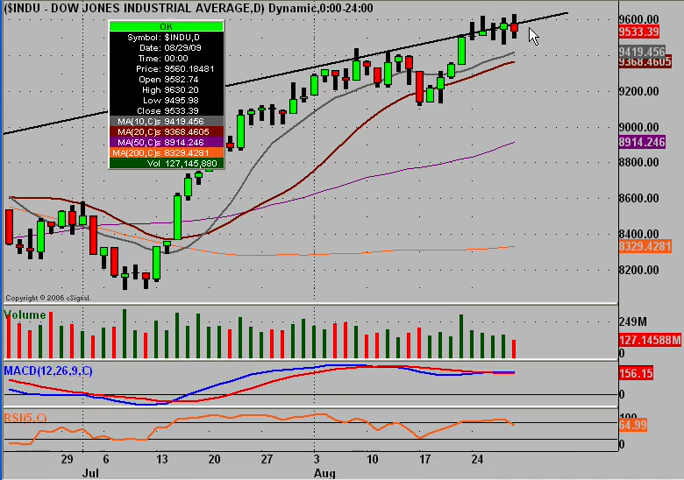 ($INDU - DOW JONES INDUSTRIAL AVERAGE,D) Dynamic,0:00-24:00
OK
Symbol: $INDU,D
Date: 08/29/09
Time: 00:00
Price: 9560.18481
Open 9582.74
High 9630.20
Low 9495.98
Close 9533.39
MA(10,C)s 9419.456
MA(20,C)s 9368.4605
MA(50,C)s 8914.246
MA(200,C)s 8329.4281
Vol 127,145,880
9600.00
9533.39
9419.456
9368.4605
9200.00
9000.00
8914.246
8800.00
8600.00
8400.00
8329.4281
8200.00
Copyright © 2006 eSignal.
Volume
249M
127.14588M
0
MACD(12,26,9,C)
156.15
0
RSI(5,C)
100
64.99
0
29 6 13 20 27 3 10 17 24
Jul Aug